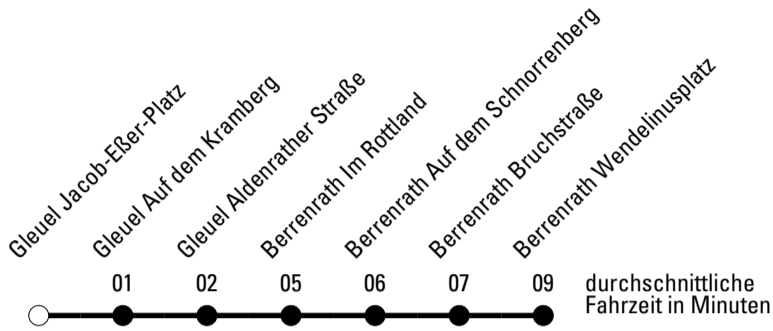 Gleuel Jacob-Eßer-Platz
Gleuel Auf dem Kramberg
Gleuel Aldenrather Straße
Berrenrath Im Rottland
Berrenrath Auf dem Schnorrenberg
Berrenrath Bruchstraße
Berrenrath Wendelinusplatz
01 02 05 06 07 09
durchschnittliche
Fahrzeit in Minuten